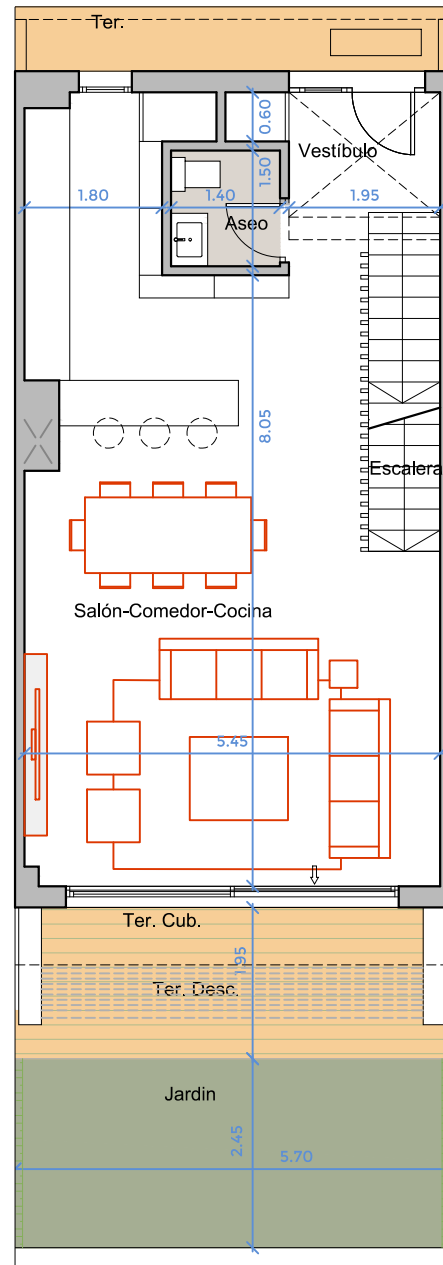 Ter.
0.60
Vestíbulo
1.50
1.80
1.40
1.95
Aseo
8.05
Escalera
Salón-Comedor-Cocina
5.45
Ter. Cub.
1.95
Ter. Desc.
Jardin
2.45
5.70